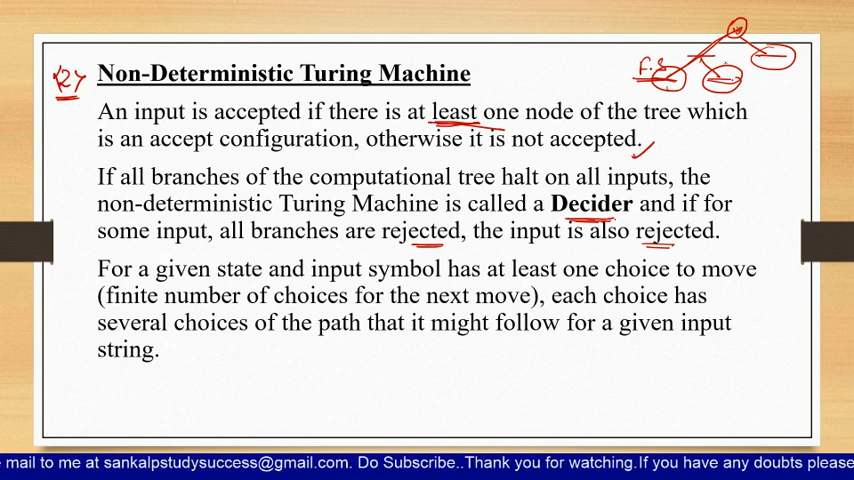 F.S
Non-Deterministic Turing Machine
An input is accepted if there is at least one node of the tree which
is an accept configuration, otherwise it is not accepted.
If all branches of the computational tree halt on all inputs, the
non-deterministic Turing Machine is called a Decider and if for
some input, all branches are rejected, the input is also rejected.
For a given state and input symbol has at least one choice to move
(finite number of choices for the next move), each choice has
several choices of the path that it might follow for a given input
string.
mail to me at sankalpstudysuccess@gmail.com. Do Subscribe..Thank you for watching.If you have any doubts please